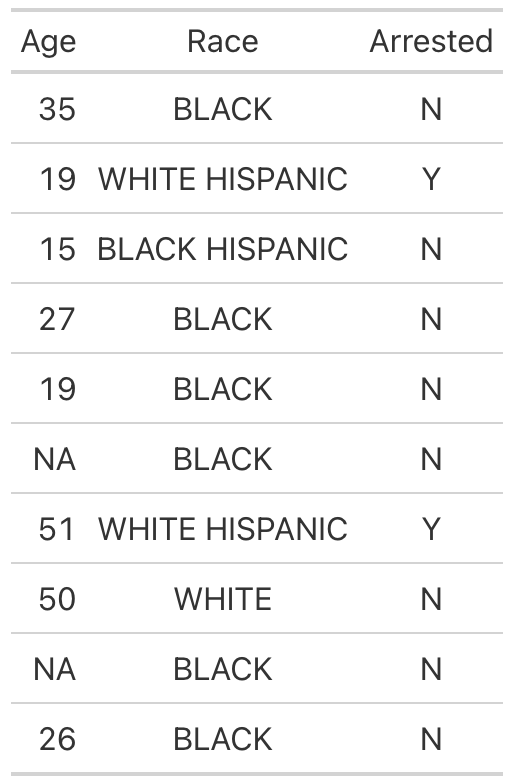 Age Race Arrested
35 BLACK N
19 WHITE HISPANIC Y
15 BLACK HISPANIC N
27 BLACK N
19 BLACK N
NA BLACK N
51 WHITE HISPANIC Y
50 WHITE N
NA BLACK N
26 BLACK N